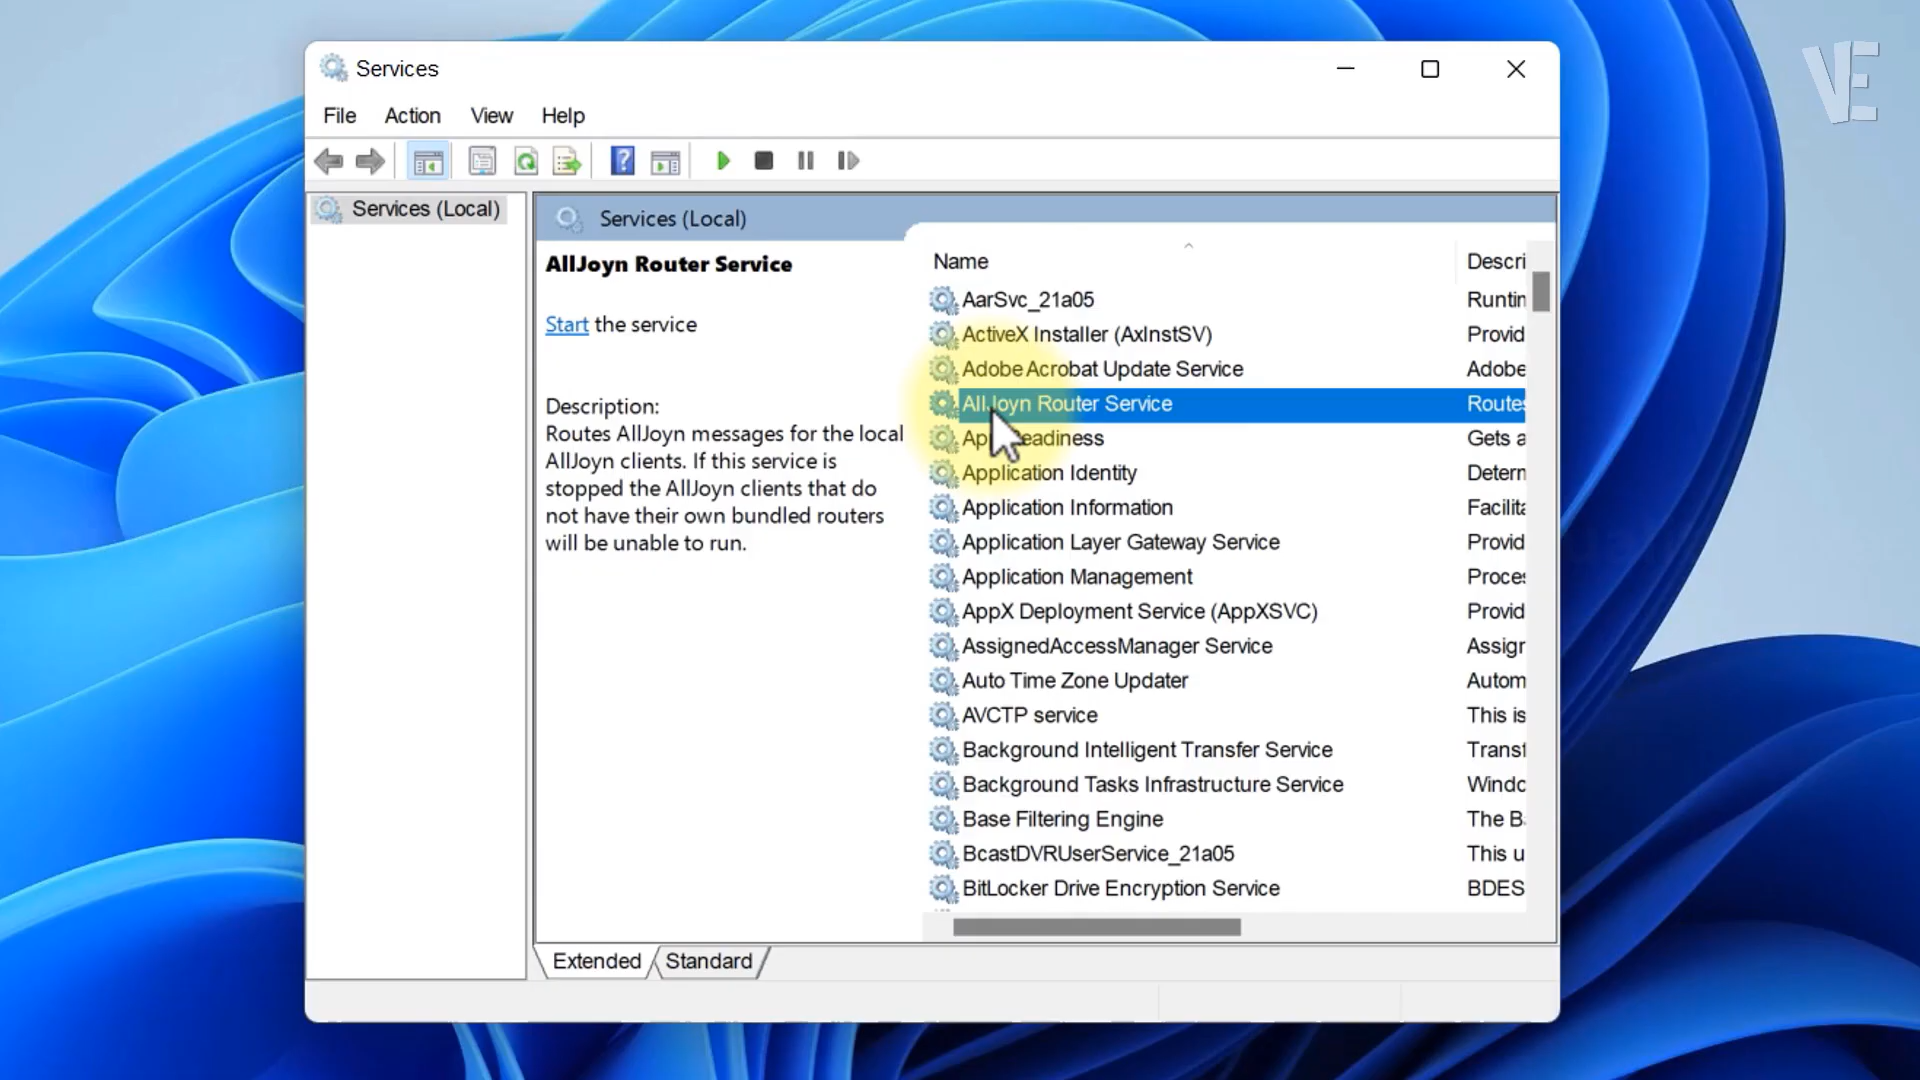 VE
Services
File Action View Help
Services (Local)
Services (Local)
AllJoyn Router Service
Start the service
Description:
Routes AllJoyn messages for the local
AllJoyn clients. If this service is
stopped the AllJoyn clients that do
not have their own bundled routers
will be unable to run.
Name Descri
AarSvc_21a05 Runtin
ActiveX Installer (AxInstSV) Provid
Adobe Acrobat Update Service Adobe
AllJoyn Router Service Routes
App Readiness Gets a
Application Identity Detern
Application Information Facilita
Application Layer Gateway Service Provid
Application Management Proces
AppX Deployment Service (AppXSVC) Provid
AssignedAccessManager Service Assigr
Auto Time Zone Updater Autom
AVCTP service This is
Background Intelligent Transfer Service Transf
Background Tasks Infrastructure Service Windo
Base Filtering Engine The B
BcastDVRUserService_21a05 This u
BitLocker Drive Encryption Service BDES
Extended Standard